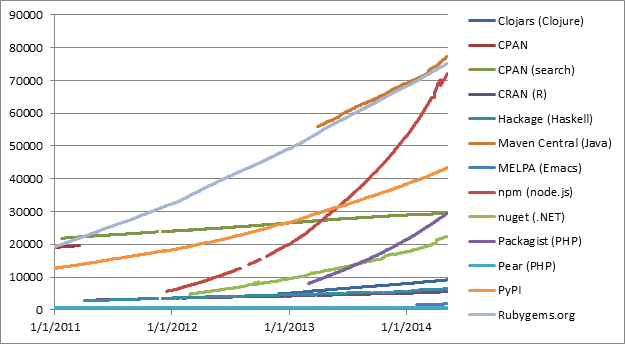 90000
80000
70000
60000
50000
40000
30000
20000
10000
0
1/1/2011
1/1/2012
1/1/2013
1/1/2014
Clojars (Clojure)
CPAN
CPAN (search)
CRAN (R)
Hackage (Haskell)
Maven Central (Java)
MELPA (Emacs)
npm (node.js)
nuget (.NET)
Packagist (PHP)
Pear (PHP)
PyPI
Rubygems.org